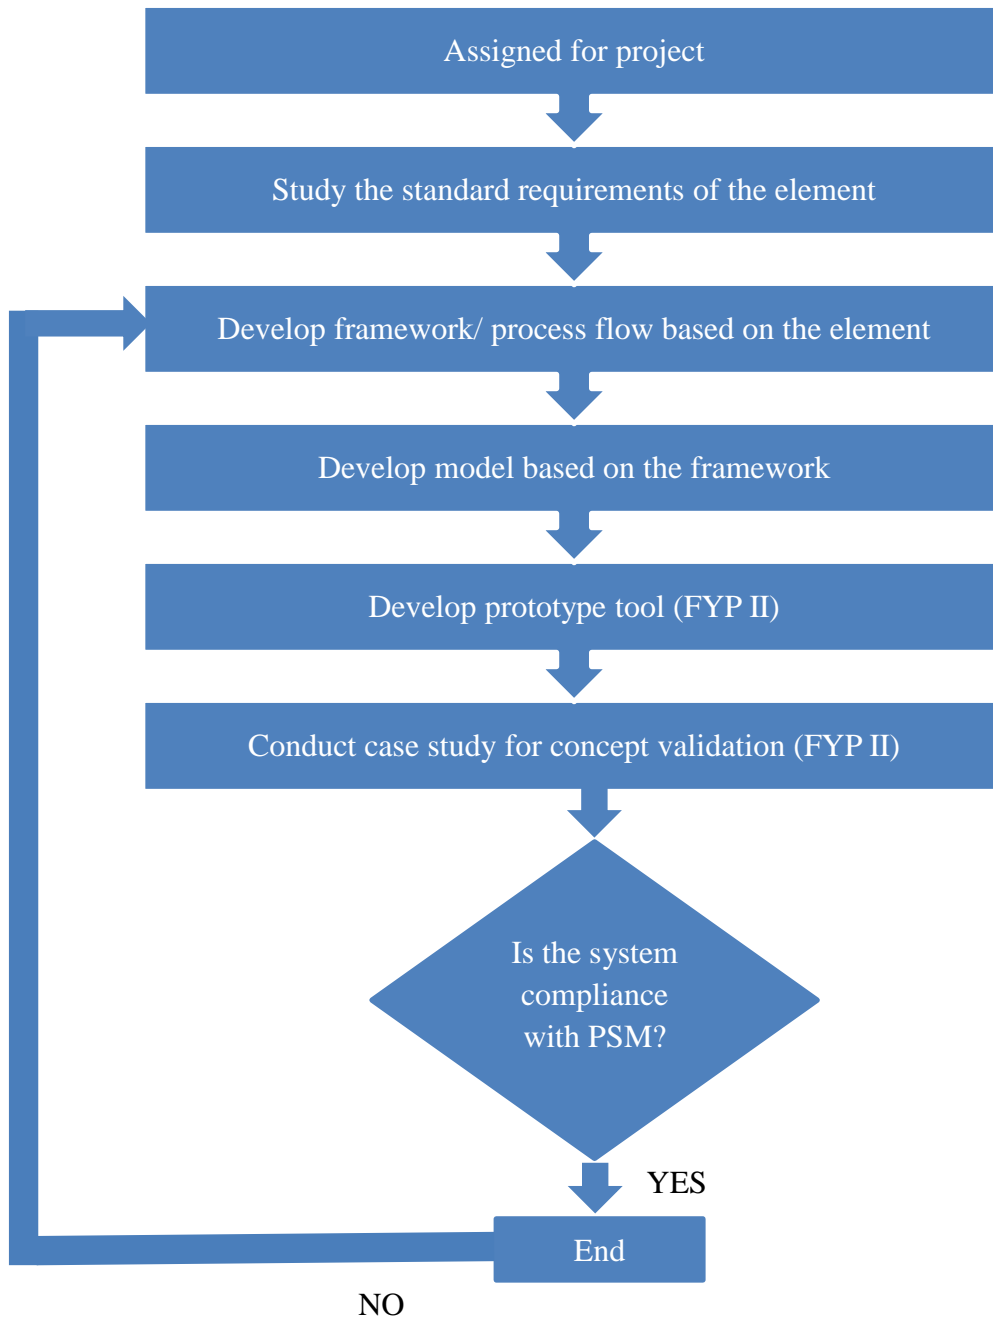 Assigned for project
Study the standard requirements of the element
Develop framework/ process flow based on the element
Develop model based on the framework
Develop prototype tool (FYP II)
Conduct case study for concept validation (FYP II)
Is the system
compliance
with PSM?
YES
End
NO